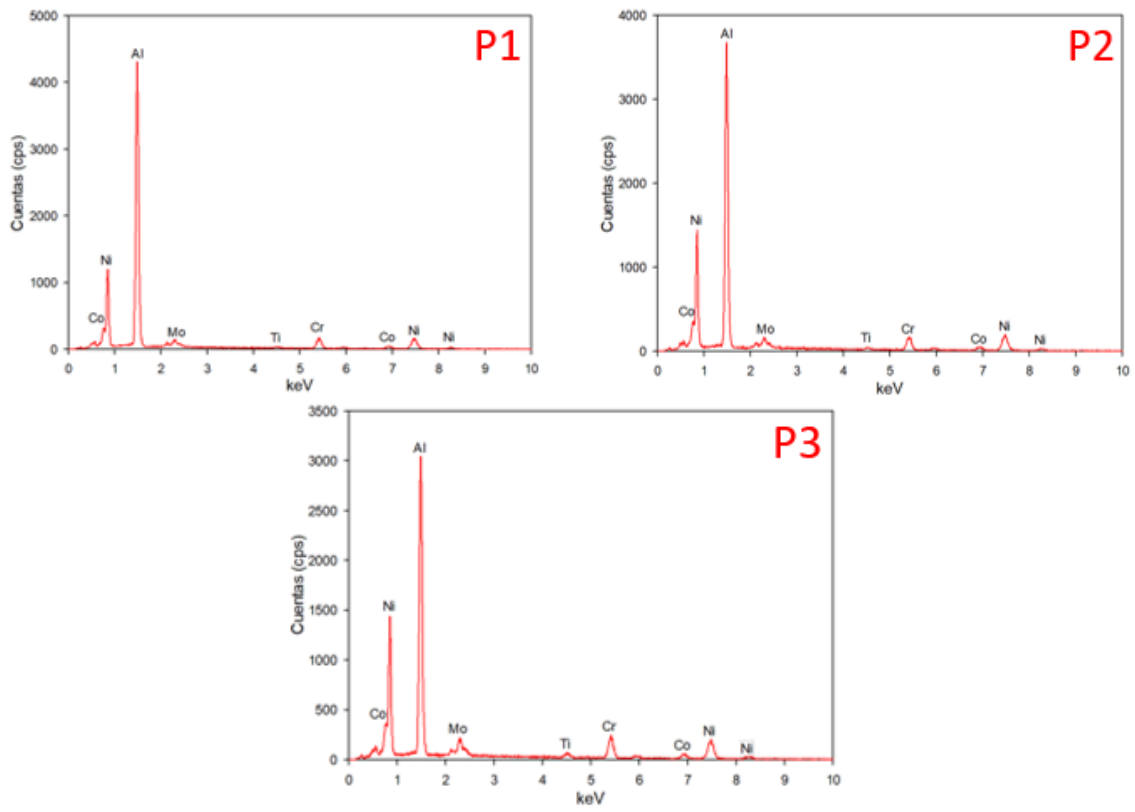 P1
Cuentas (cps)
5000
4000
3000
2000
1000
0
Al
Ni
Co
Mo
Ti
Cr
Co
Ni
Ni
0 1 2 3 4 5 6 7 8 9 10
keV
P2
Cuentas (cps)
4000
3000
2000
1000
0
Al
Ni
Co
Mo
Ti
Cr
Co
Ni
Ni
0 1 2 3 4 5 6 7 8 9 10
keV
P3
Cuentas (cps)
3500
3000
2500
2000
1500
1000
500
0
Al
Ni
Co
Mo
Ti
Cr
Co
Ni
Ni
0 1 2 3 4 5 6 7 8 9 10
keV